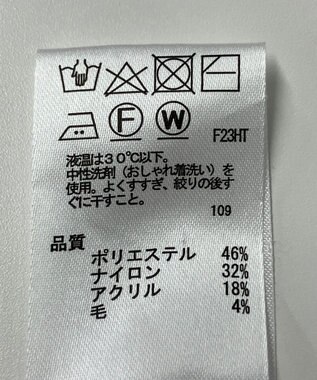 F W F23HT
液温は30℃以下。
中性洗剤(おしゃれ着洗い)を
使用。よくすすぎ、絞りの後す
ぐに干すこと。
109
品質
ポリエステル 46%
ナイロン 32%
アクリル 18%
毛 4%